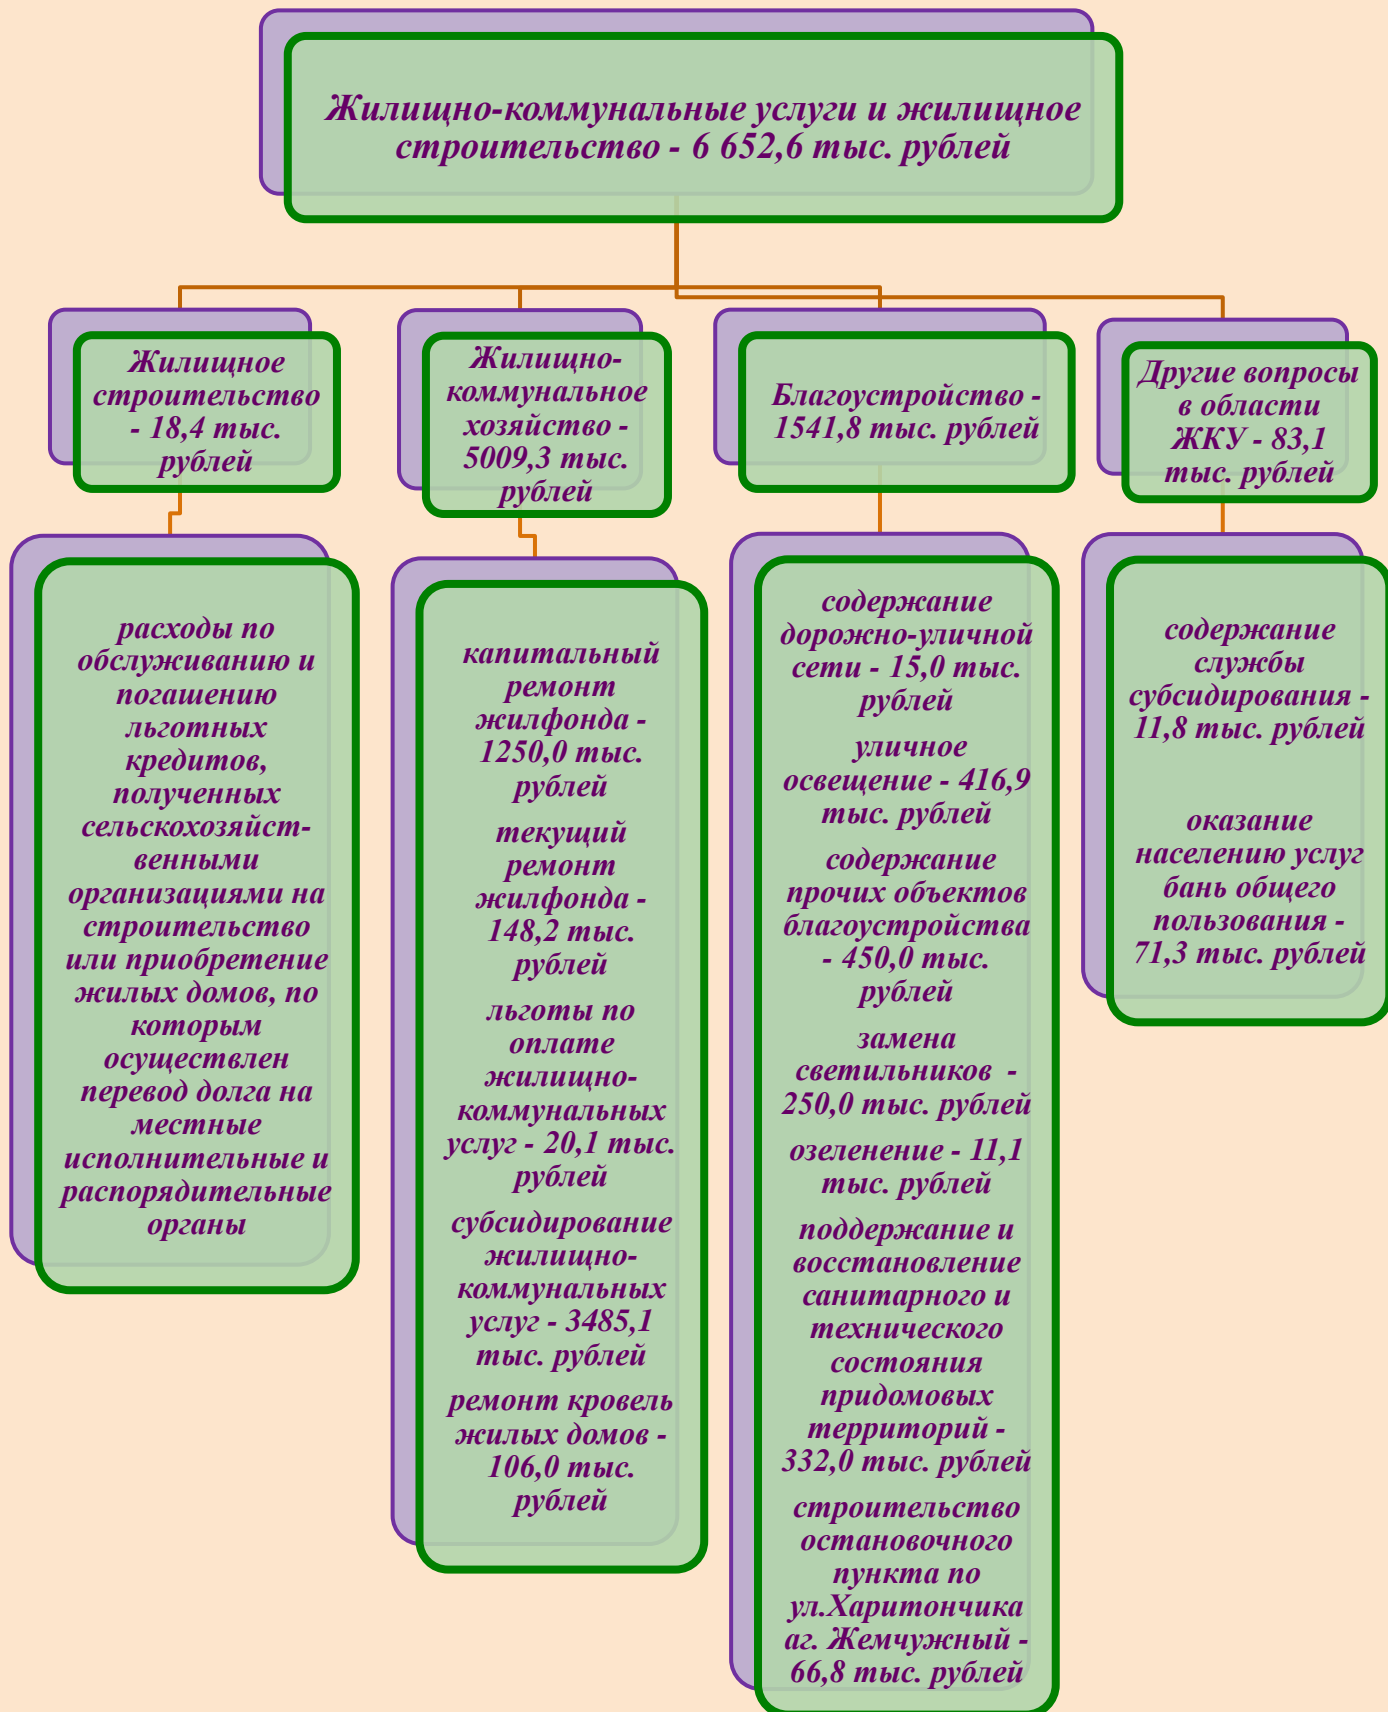 Жилищно-коммунальные услуги и жилищное
строительство - 6 652,6 тыс. рублей
Жилищное
строительство
- 18,4 тыс.
рублей
расходы по
обслуживанию и
погашению
льготных
кредитов,
полученных
сельскохозяйст-
венными
организациями на
строительство
или приобретение
жилых домов, по
которым
осуществлен
перевод долга на
местные
исполнительные и
распорядительные
органы
Жилищно-
коммунальное
хозяйство -
5009,3 тыс.
рублей
капитальный
ремонт
жилфонда -
1250,0 тыс.
рублей
текущий
ремонт
жилфонда -
148,2 тыс.
рублей
льготы по
оплате
жилищно-
коммунальных
услуг - 20,1 тыс.
рублей
субсидирование
жилищно-
коммунальных
услуг - 3485,1
тыс. рублей
ремонт кровель
жилых домов -
106,0 тыс.
рублей
Благоустройство -
1541,8 тыс. рублей
содержание
дорожно-уличной
сети - 15,0 тыс.
рублей
уличное
освещение - 416,9
тыс. рублей
содержание
прочих объектов
благоустройства
- 450,0 тыс.
рублей
замена
светильников -
250,0 тыс. рублей
озеленение - 11,1
тыс. рублей
поддержание и
восстановление
санитарного и
технического
состояния
придомовых
территорий -
332,0 тыс. рублей
строительство
остановочного
пункта по
ул.Харитончика
аг. Жемчужный -
66,8 тыс. рублей
Другие вопросы
в области
ЖКУ - 83,1
тыс. рублей
содержание
службы
субсидирования -
11,8 тыс. рублей
оказание
населению услуг
бань общего
пользования -
71,3 тыс. рублей